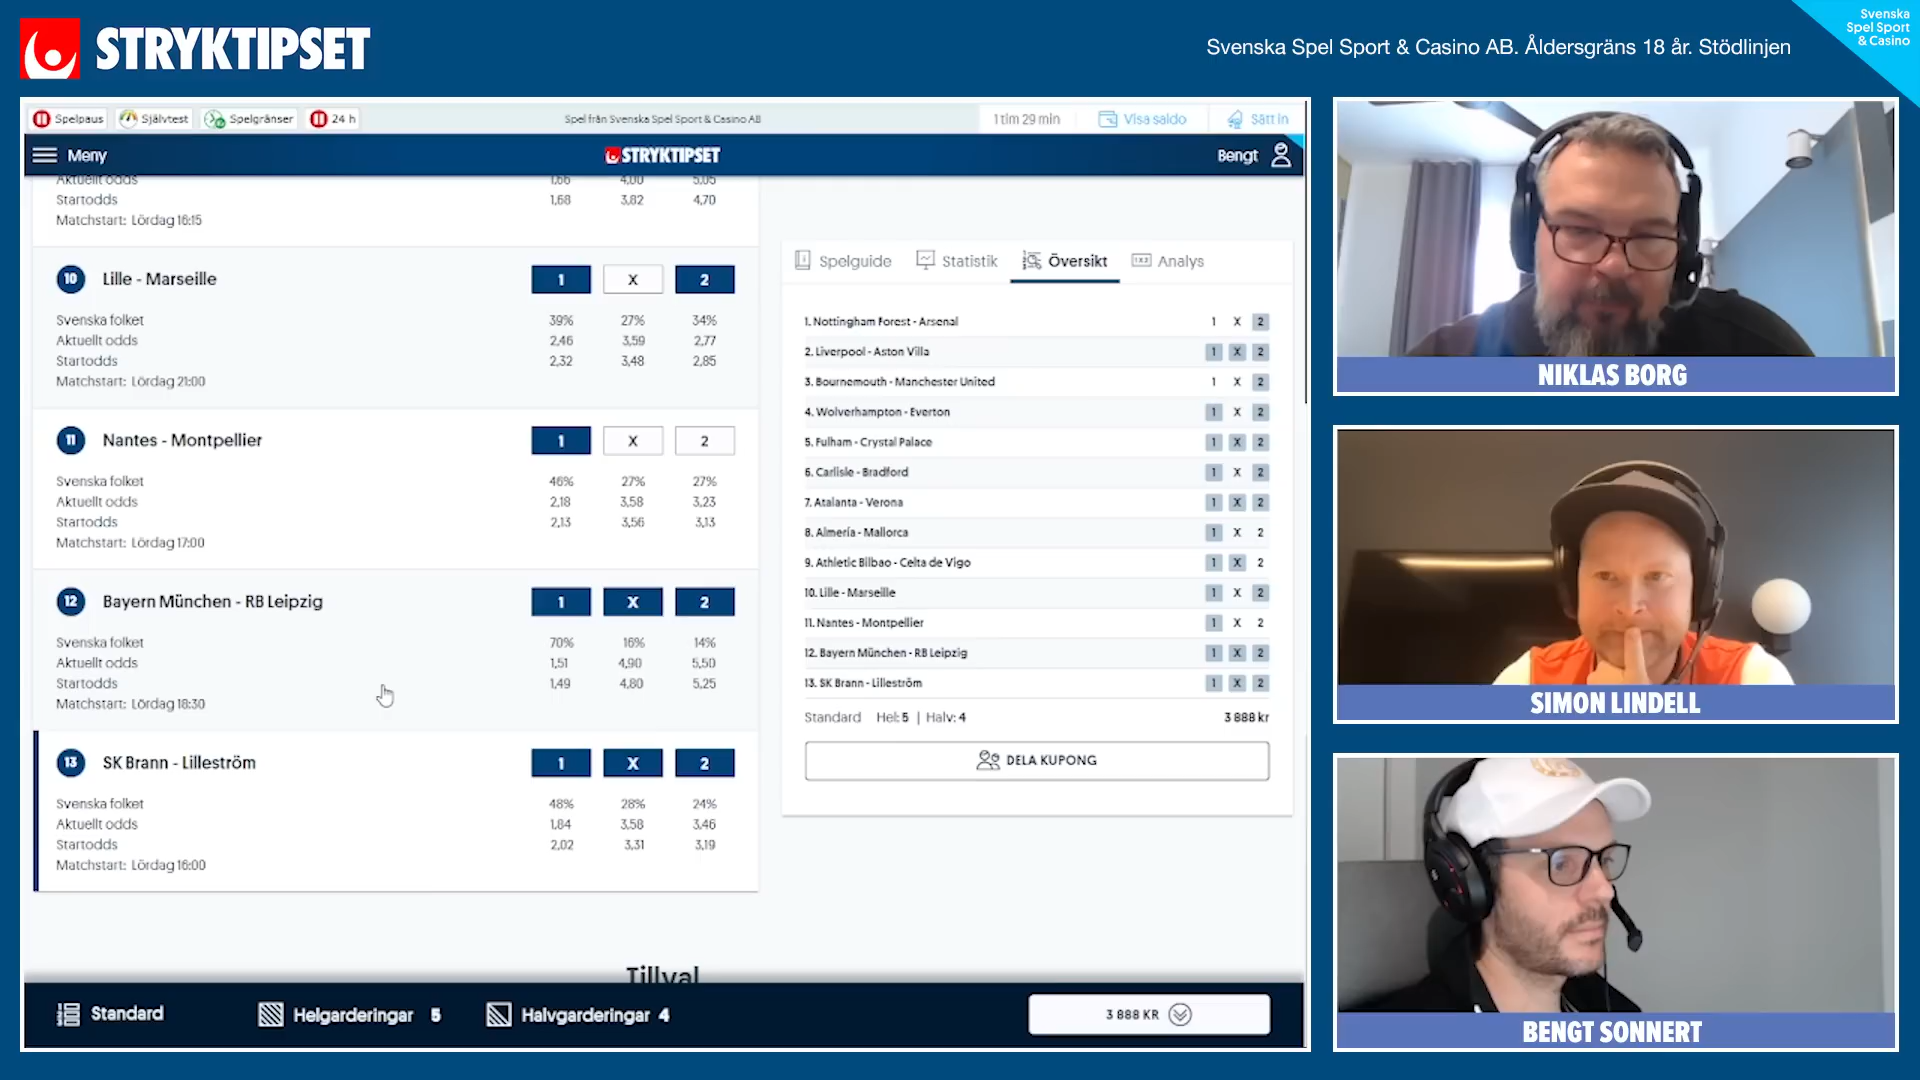 STRYKTIPSET
Svenska Spel Sport & Casino AB. Åldersgräns 18 år. Stödlinjen
Svenska
Spel Sport
& Casino
Spelpaus
Självtest
Spelgränser
24 h
Spel från Svenska Spel Sport & Casino AB
1 tim 29 min
Visa saldo
Sätt in
Meny
STRYKTIPSET
Bengt
Aktuellt odds 1,66 4,00 5,05
Startodds 1,68 3,82 4,70
Matchstart: Lördag 16:15
10 Lille - Marseille 1 X 2
Svenska folket 39% 27% 34%
Aktuellt odds 2,46 3,59 2,77
Startodds 2,32 3,48 2,85
Matchstart: Lördag 21:00
11 Nantes - Montpellier 1 X 2
Svenska folket 46% 27% 27%
Aktuellt odds 2,18 3,58 3,23
Startodds 2,13 3,56 3,13
Matchstart: Lördag 17:00
12 Bayern München - RB Leipzig 1 X 2
Svenska folket 70% 16% 14%
Aktuellt odds 1,51 4,90 5,50
Startodds 1,49 4,80 5,25
Matchstart: Lördag 18:30
13 SK Brann - Lilleström 1 X 2
Svenska folket 48% 28% 24%
Aktuellt odds 1,84 3,58 3,46
Startodds 2,02 3,31 3,19
Matchstart: Lördag 16:00
Tillval
Spelguide Statistik Översikt Analys
1. Nottingham Forest - Arsenal 1 X 2
2. Liverpool - Aston Villa 1 X 2
3. Bournemouth - Manchester United 1 X 2
4. Wolverhampton - Everton 1 X 2
5. Fulham - Crystal Palace 1 X 2
6. Carlisle - Bradford 1 X 2
7. Atalanta - Verona 1 X 2
8. Almería - Mallorca 1 X 2
9. Athletic Bilbao - Celta de Vigo 1 X 2
10. Lille - Marseille 1 X 2
11. Nantes - Montpellier 1 X 2
12. Bayern München - RB Leipzig 1 X 2
13. SK Brann - Lilleström 1 X 2
Standard Hel: 5 | Halv: 4 3 888 kr
DELA KUPONG
Standard Helgarderingar 5 Halvgarderingar 4 3 888 KR
NIKLAS BORG
SIMON LINDELL
BENGT SONNERT